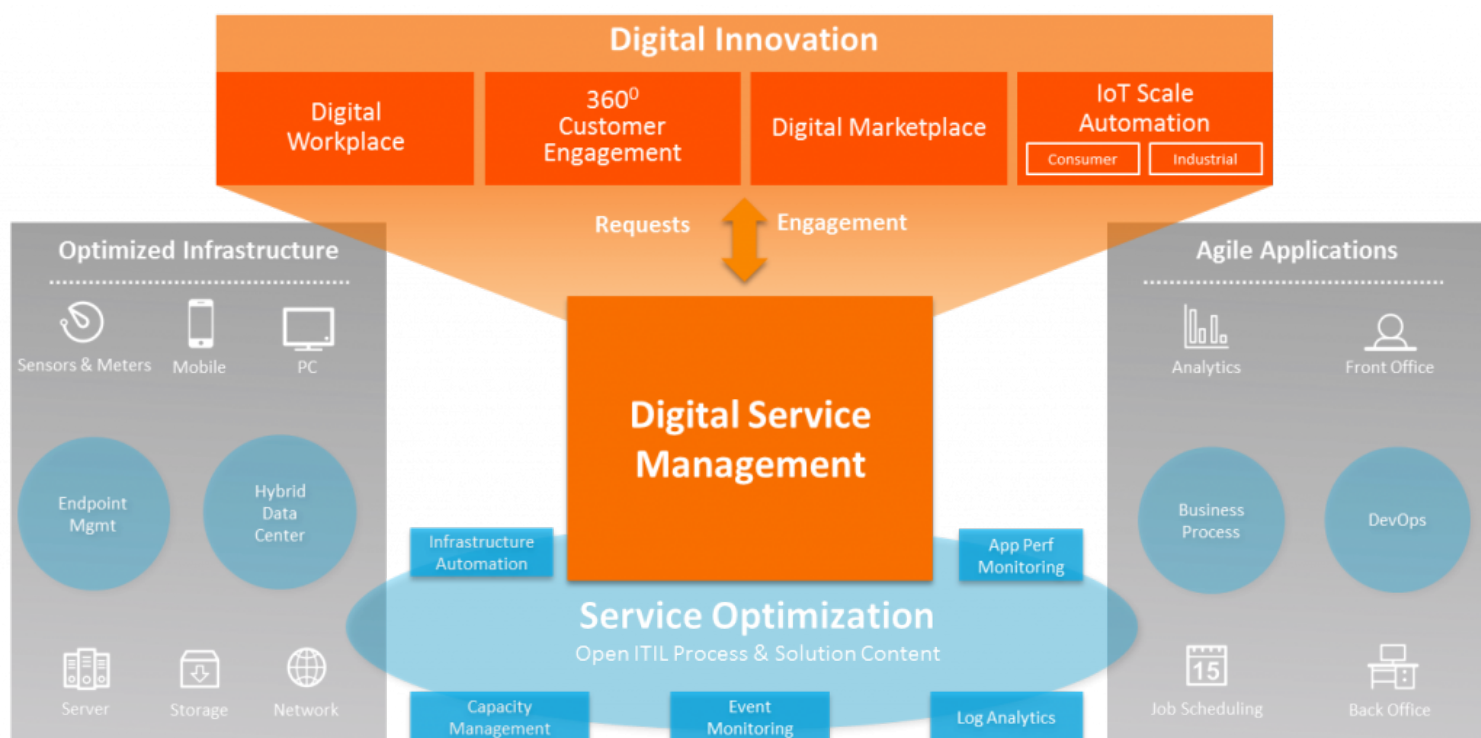 Digital Innovation
Digital
Workplace
360⁰
Customer
Engagement
Digital Marketplace
IoT Scale
Automation
Consumer
Industrial
Requests
Engagement
Optimized Infrastructure
Sensors & Meters
Mobile
PC
Endpoint
Mgmt
Hybrid
Data
Center
Server
Storage
Network
Digital Service
Management
Infrastructure
Automation
App Perf
Monitoring
Service Optimization
Open ITIL Process & Solution Content
Capacity
Management
Event
Monitoring
Log Analytics
Agile Applications
Analytics
Front Office
Business
Process
DevOps
15
Job Scheduling
Back Office